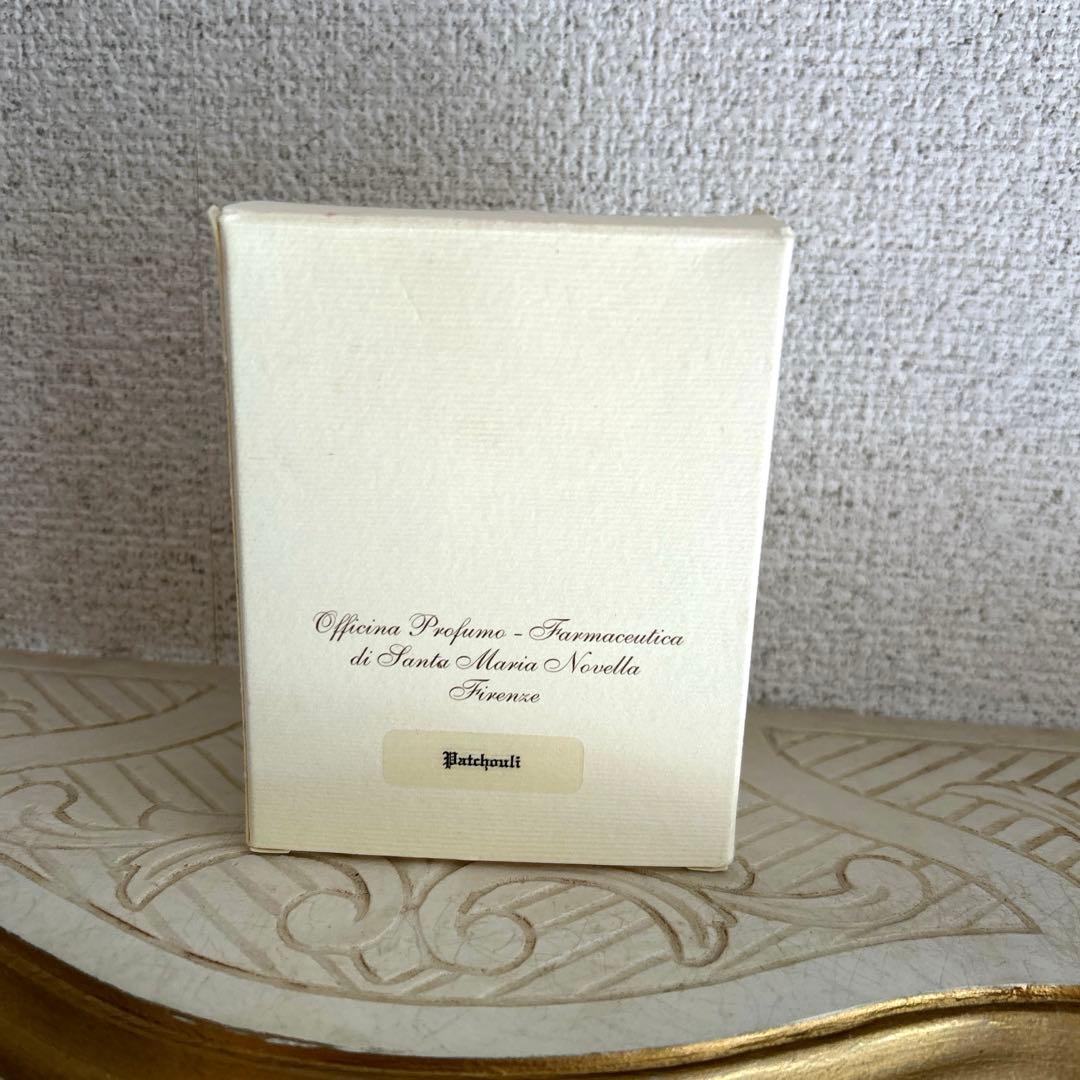 Officina Profumo - Farmaceutica
di Santa Maria Novella
Firenze
Patchouli